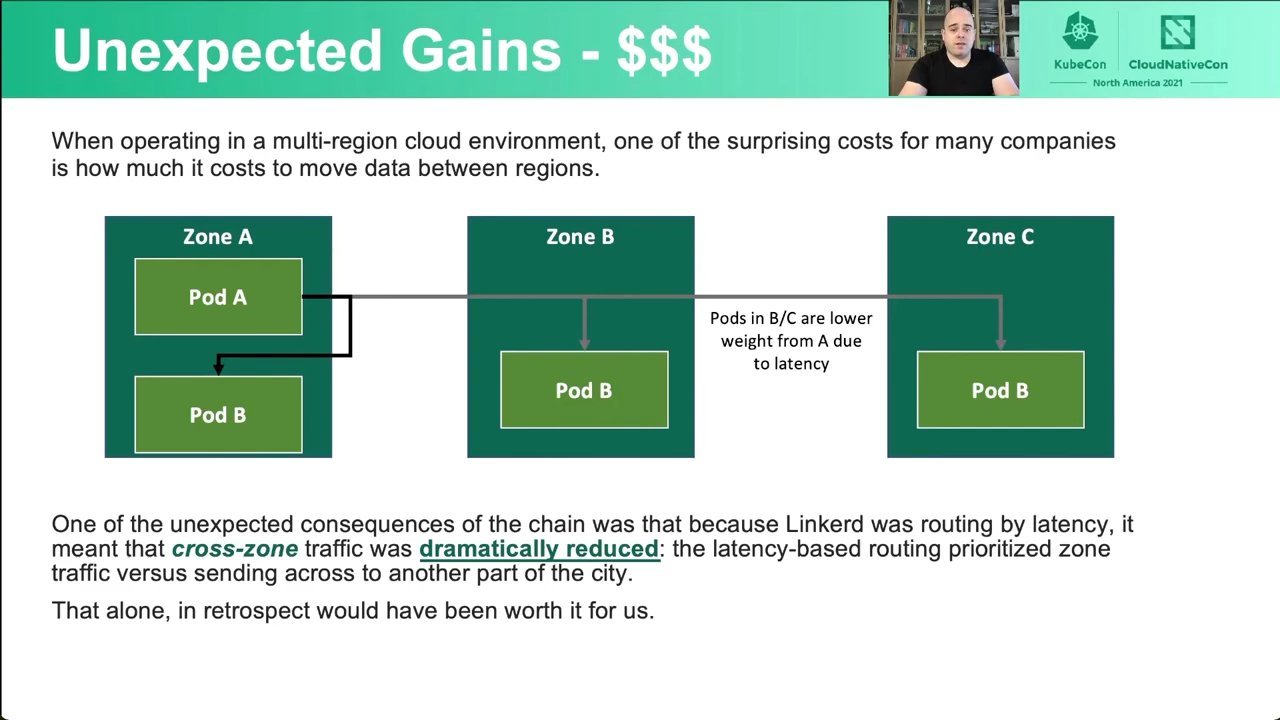 Unexpected Gains - $$$
KubeCon
CloudNativeCon
North America 2021
When operating in a multi-region cloud environment, one of the surprising costs for many companies
is how much it costs to move data between regions.
Zone A
Pod A
Pod B
Zone B
Pod B
Pods in B/C are lower
weight from A due
to latency
Zone C
Pod B
One of the unexpected consequences of the chain was that because Linkerd was routing by latency, it
meant that cross-zone traffic was dramatically reduced: the latency-based routing prioritized zone
traffic versus sending across to another part of the city.
That alone, in retrospect would have been worth it for us.